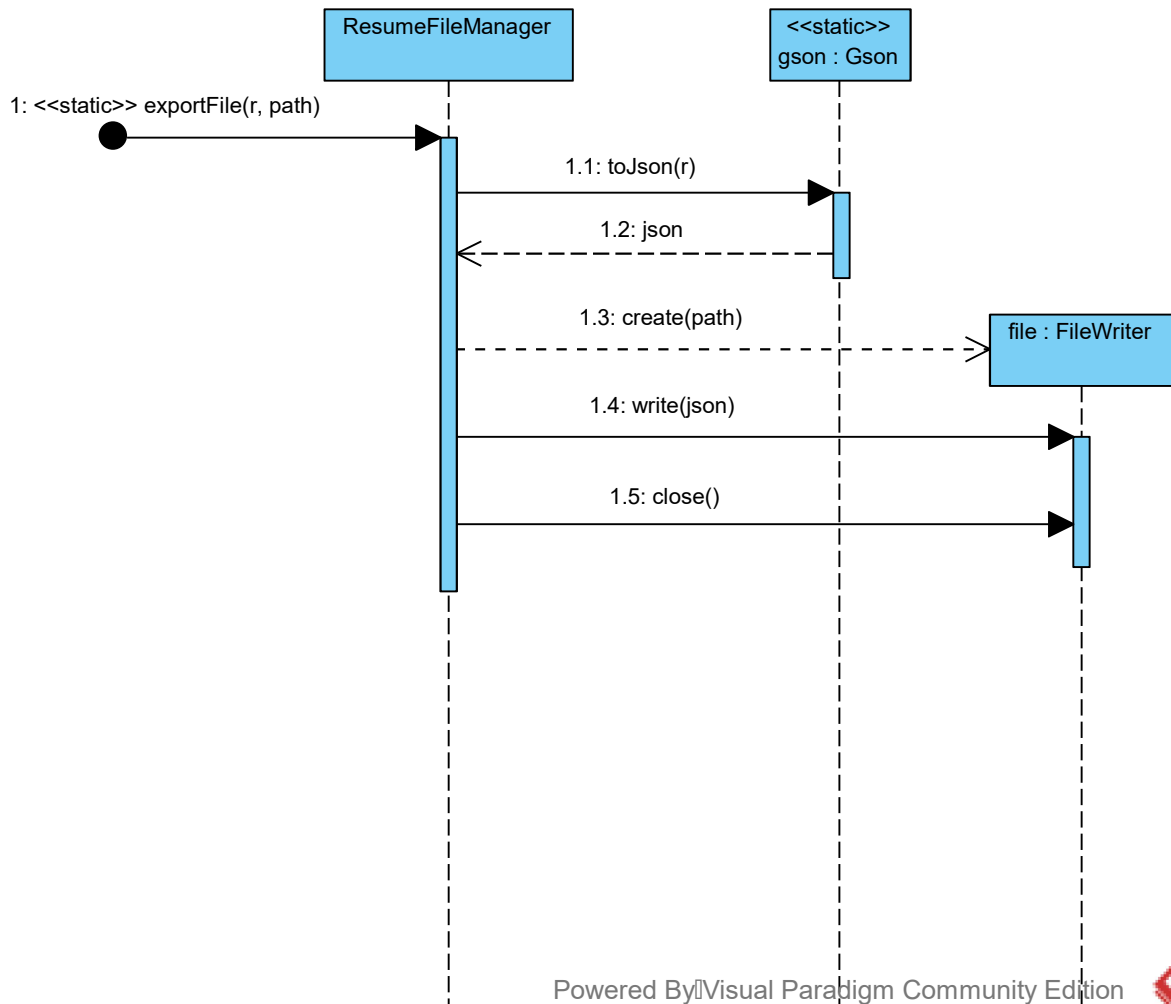 ResumeFileManager
<<static>>
gson : Gson
1: <<static>> exportFile(r, path)
1.1: toJson(r)
1.2: json
1.3: create(path)
file : FileWriter
1.4: write(json)
1.5: close()
Powered By▯Visual Paradigm Community Edition